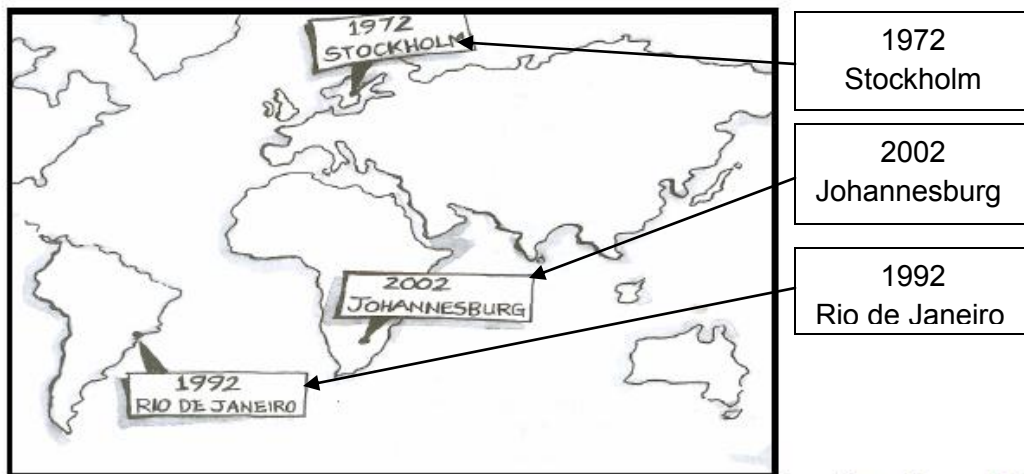 1972
STOCKHOLM
2002
JOHANNESBURG
1992
RIO DE JANEIRO
1972
Stockholm
2002
Johannesburg
1992
Rio de Janeiro